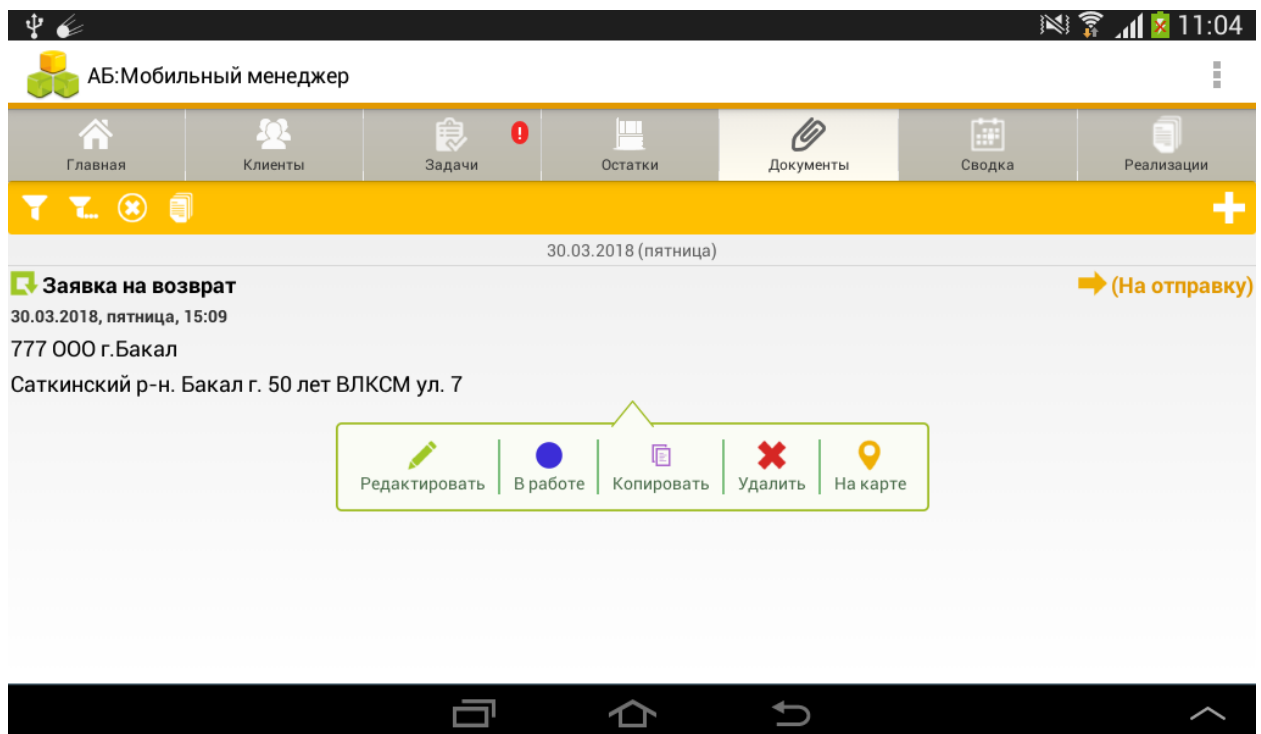 11:04
АБ:Мобильный менеджер
Главная
Клиенты
Задачи
Остатки
Документы
Сводка
Реализации
30.03.2018 (пятница)
Заявка на возврат
(На отправку)
30.03.2018, пятница, 15:09
777 ООО г.Бакал
Саткинский р-н. Бакал г. 50 лет ВЛКСМ ул. 7
Редактировать
В работе
Копировать
Удалить
На карте